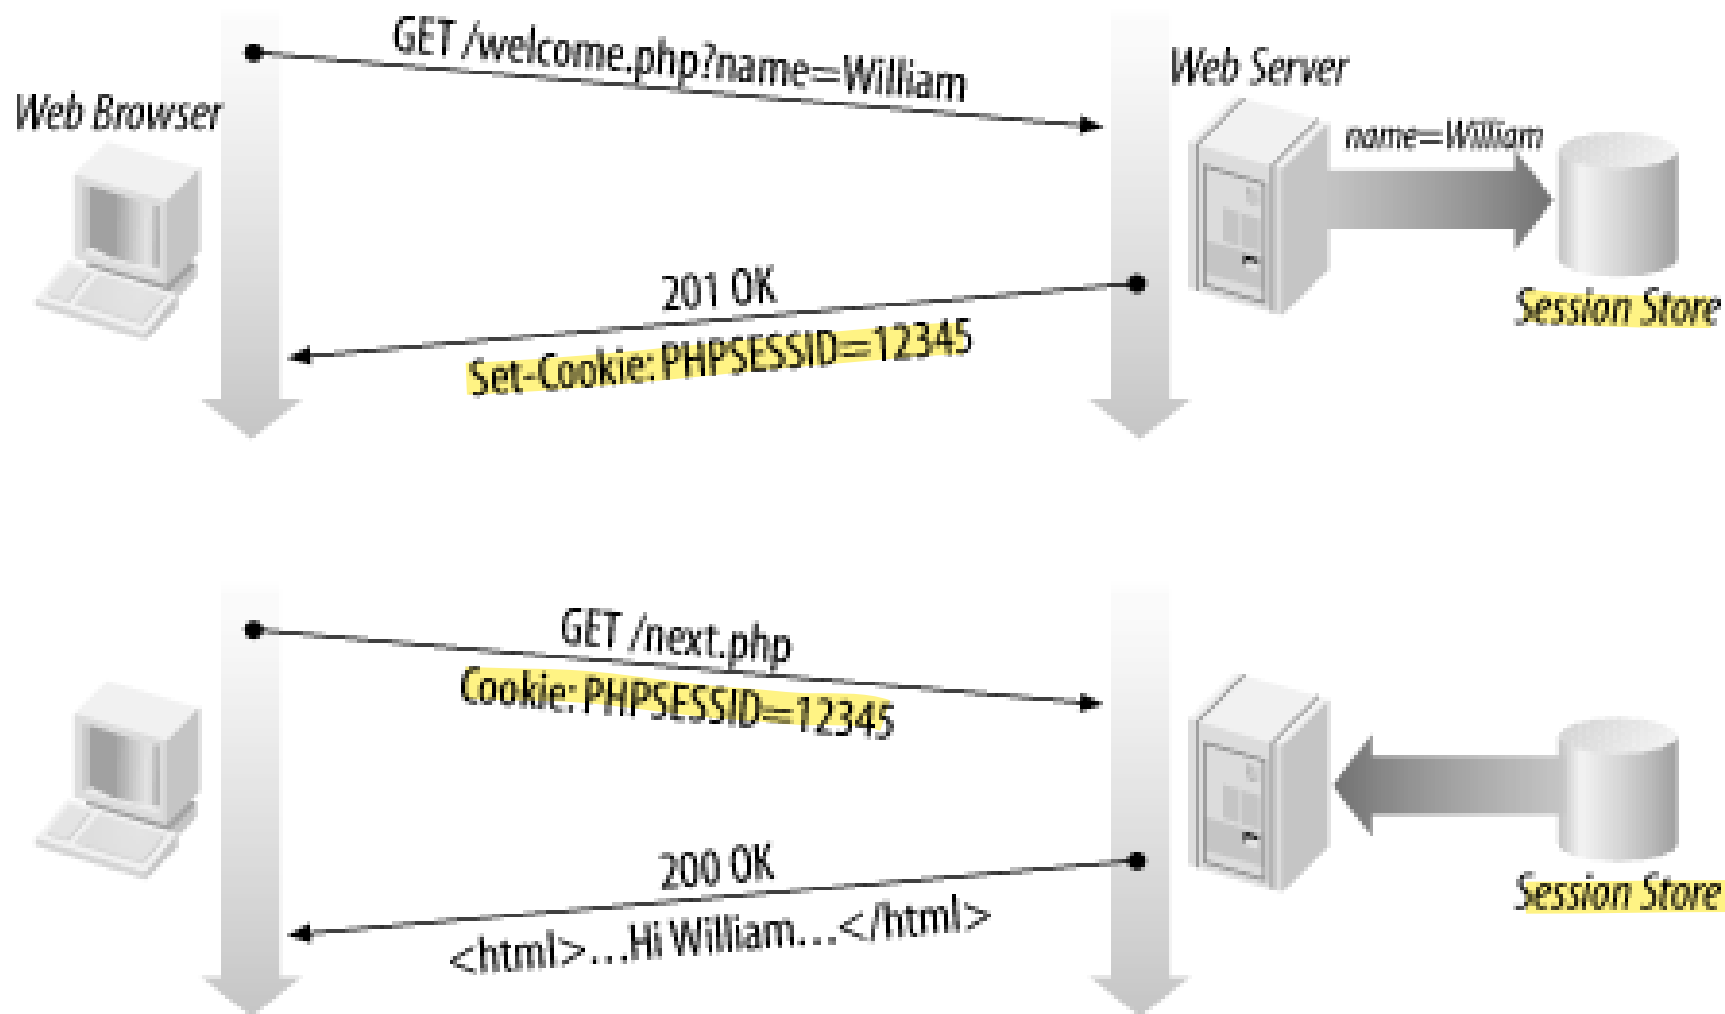 GET /welcome.php?name=William
Web Browser
Web Server
name=William
Session Store
201 OK
Set-Cookie: PHPSESSID=12345
GET /next.php
Cookie: PHPSESSID=12345
200 OK
<html>...Hi William...</html>
Session Store